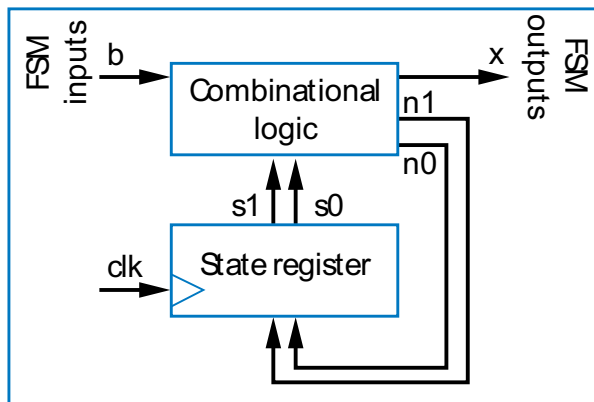 FSM
inputs
b
x
FSM
outputs
Combinational
logic
n1
n0
s1
s0
clk
State register